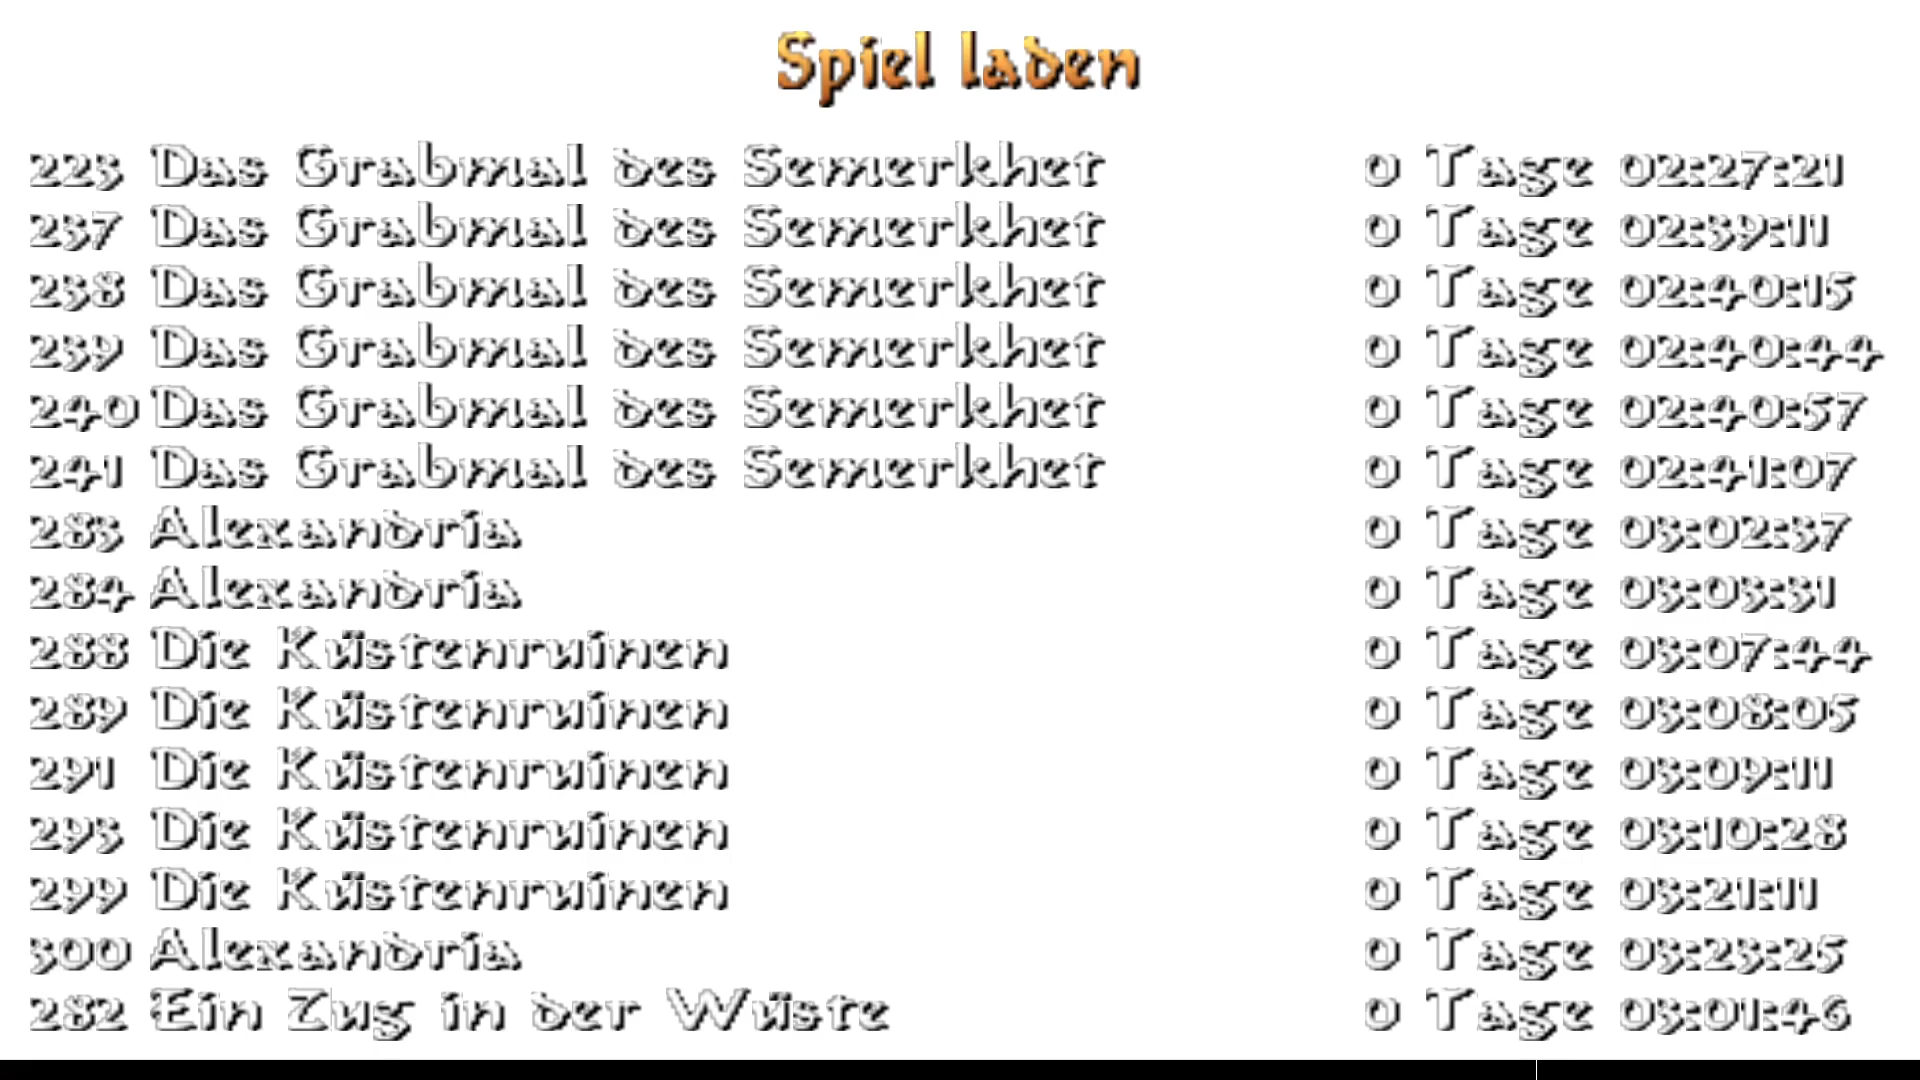 Spiel laden
223 Das Grabmal des Semerkhet 0 Tage 02:27:21
237 Das Grabmal des Semerkhet 0 Tage 02:39:11
238 Das Grabmal des Semerkhet 0 Tage 02:40:15
239 Das Grabmal des Semerkhet 0 Tage 02:40:44
240 Das Grabmal des Semerkhet 0 Tage 02:40:57
241 Das Grabmal des Semerkhet 0 Tage 02:41:07
283 Alexandria 0 Tage 03:02:37
284 Alexandria 0 Tage 03:03:31
288 Die Küstenruinen 0 Tage 03:07:44
289 Die Küstenruinen 0 Tage 03:08:05
291 Die Küstenruinen 0 Tage 03:09:11
293 Die Küstenruinen 0 Tage 03:10:28
299 Die Küstenruinen 0 Tage 03:21:11
300 Alexandria 0 Tage 03:23:25
282 Ein Zug in der Wüste 0 Tage 03:01:46